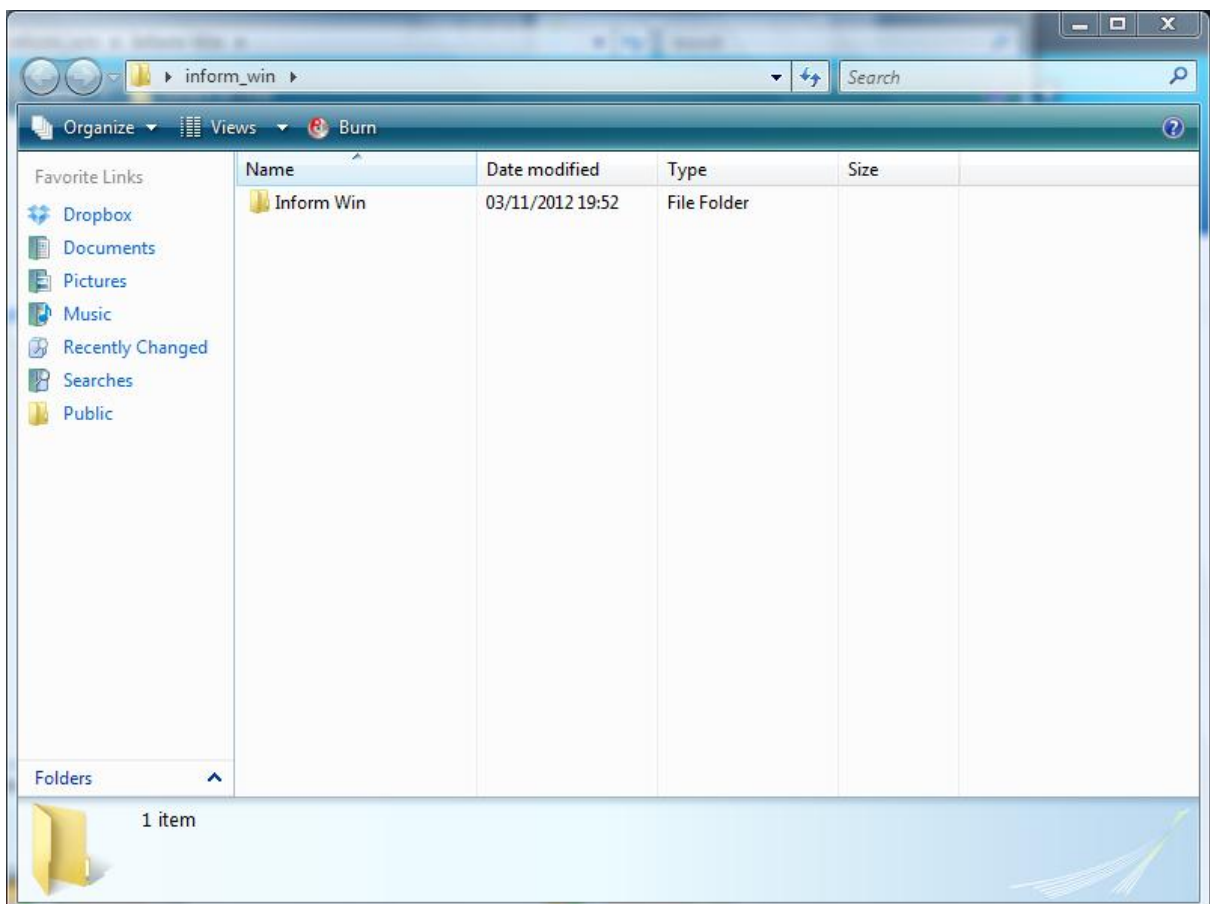 inform_win
Search
Organize Views Burn
Favorite Links
Dropbox
Documents
Pictures
Music
Recently Changed
Searches
Public
Folders
Name Date modified Type Size
Inform Win 03/11/2012 19:52 File Folder
1 item